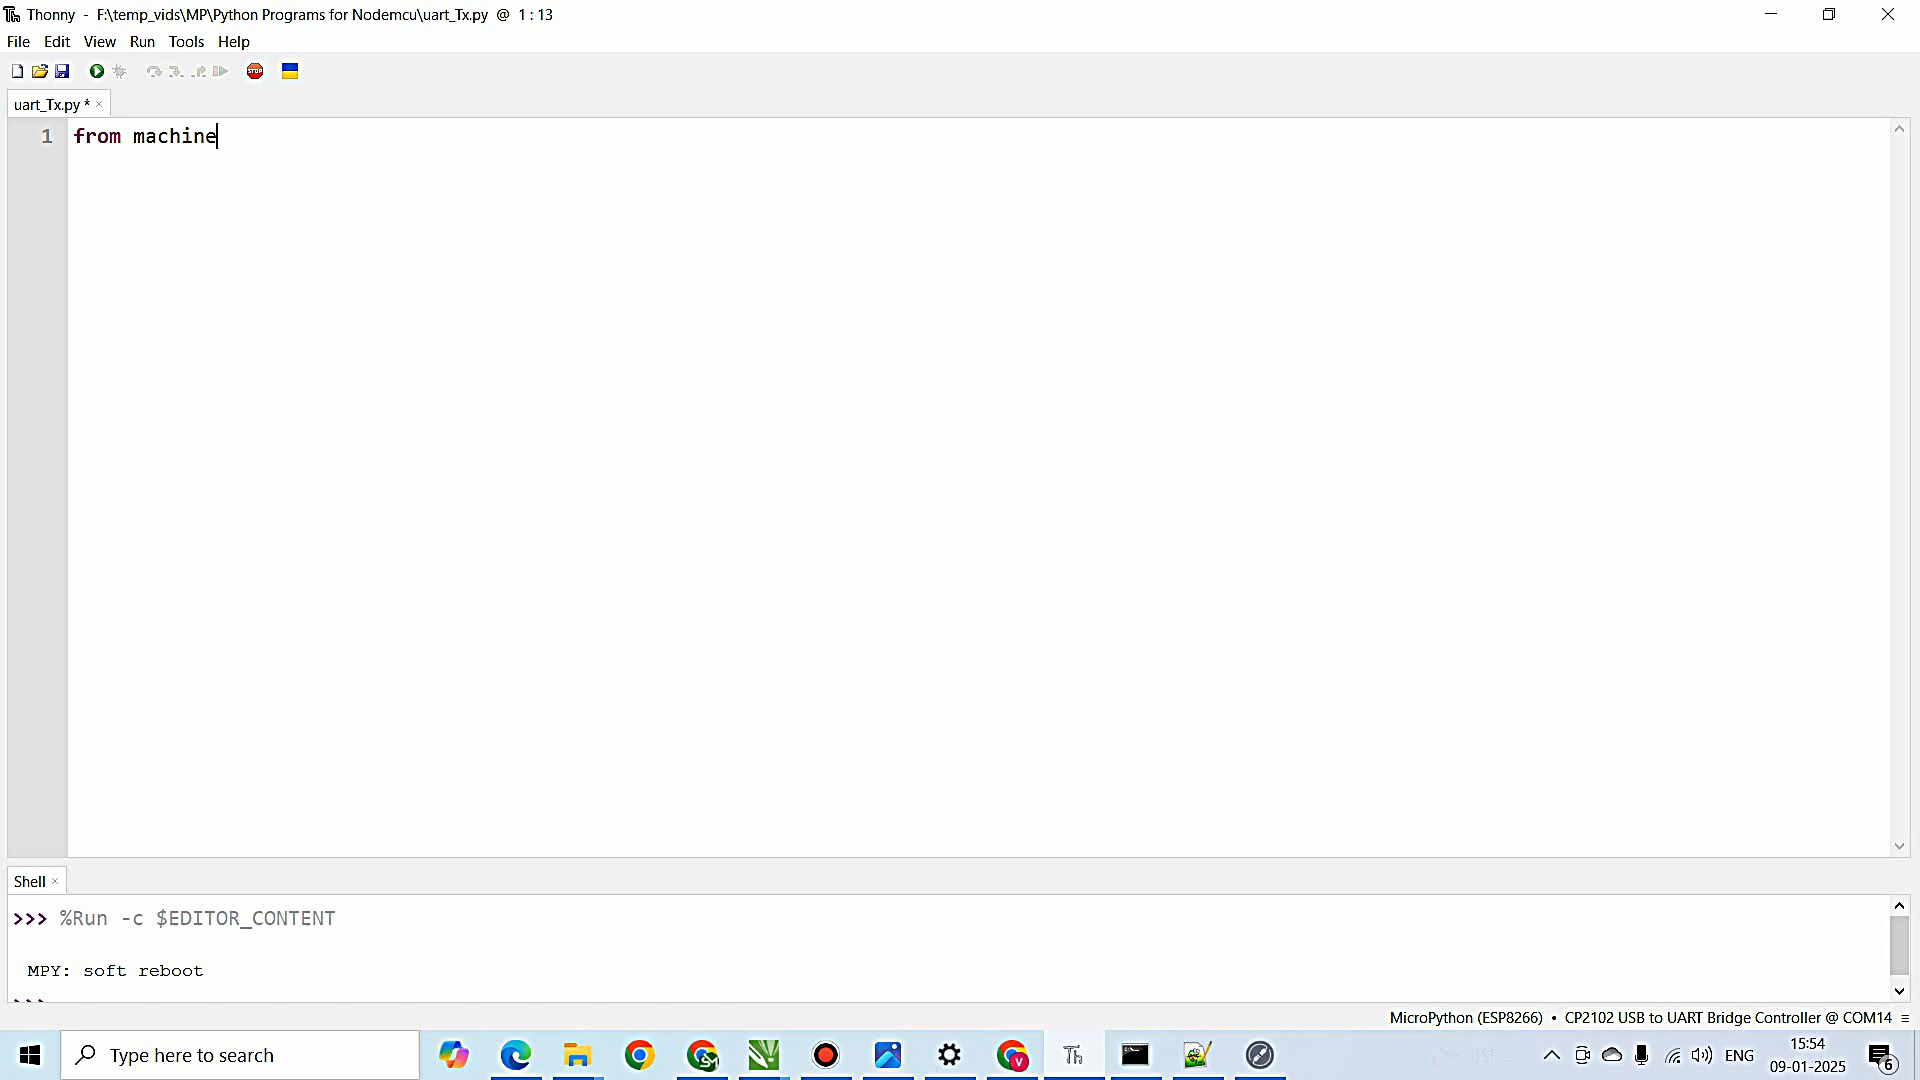 Thonny - F:\temp_vids\MP\Python Programs for Nodemcu\uart_Tx.py @ 1 : 13
File Edit View Run Tools Help
STOP
uart_Tx.py * ×
1 from machine
Shell ×
>>> %Run -c $EDITOR_CONTENT
MPY: soft reboot
>>>
MicroPython (ESP8266) • CP2102 USB to UART Bridge Controller @ COM14 ≡
Type here to search
ENG
15:54
09-01-2025
6